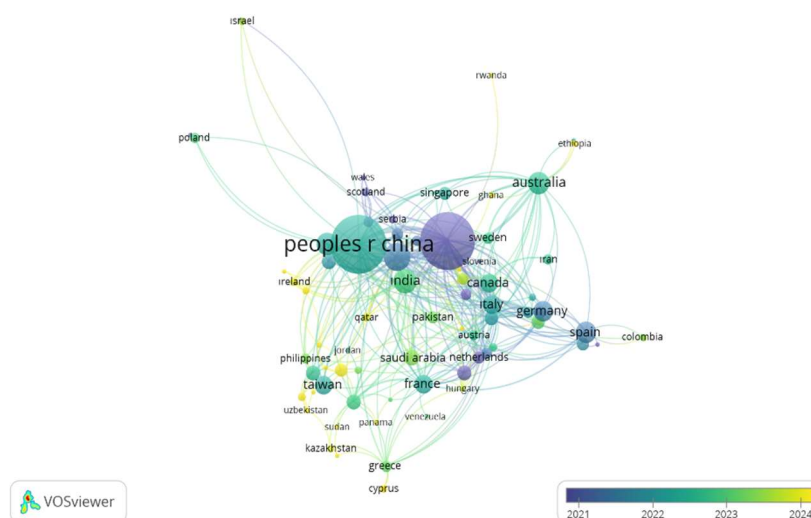 israel
rwanda
poland
ethiopia
wales
scotland
singapore
australia
ghana
serbia
peoples r china
sweden
slovenia
iran
ireland
india
canada
italy
germany
qatar
pakistan
spain
colombia
austria
jordan
philippines
saudi arabia
netherlands
taiwan
france
hungary
uzbekistan
venezuela
panama
sudan
kazakhstan
greece
cyprus
VOSviewer
2021 2022 2023 2024